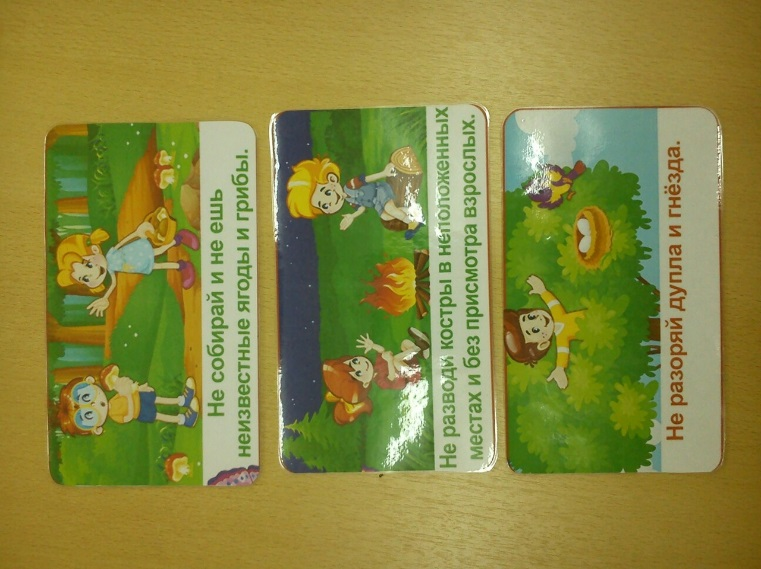 Не собирай и не ешь
неизвестные ягоды и грибы.
Не разводи костры в неположенных
местах и без присмотра взрослых.
Не разоряй дупла и гнёзда.